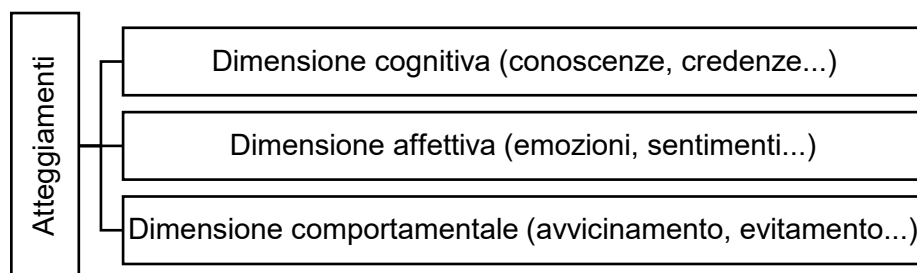 Atteggiamenti
Dimensione cognitiva (conoscenze, credenze...)
Dimensione affettiva (emozioni, sentimenti...)
Dimensione comportamentale (avvicinamento, evitamento...)